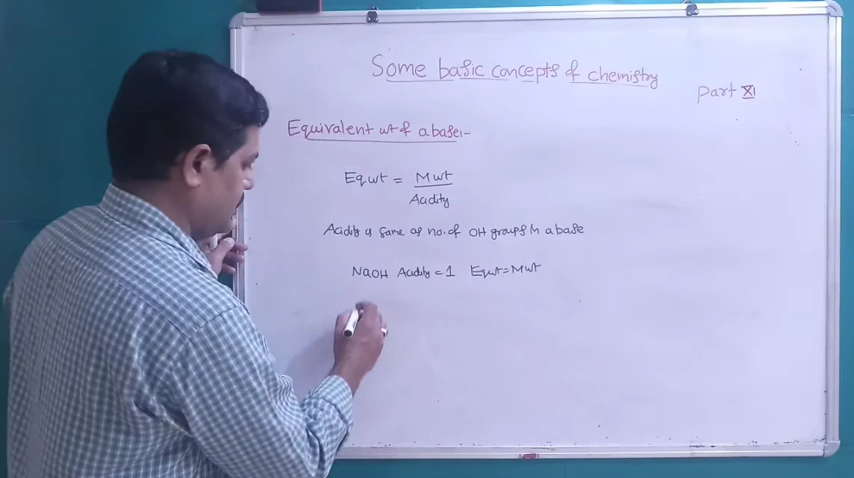 Some basic concepts of chemistry
Part XI
Equivalent wt of a base:-
Eq wt = M wt
Acidity
Acidity is same as no. of OH groups in a base
NaOH Acidity = 1 Eq wt = M wt